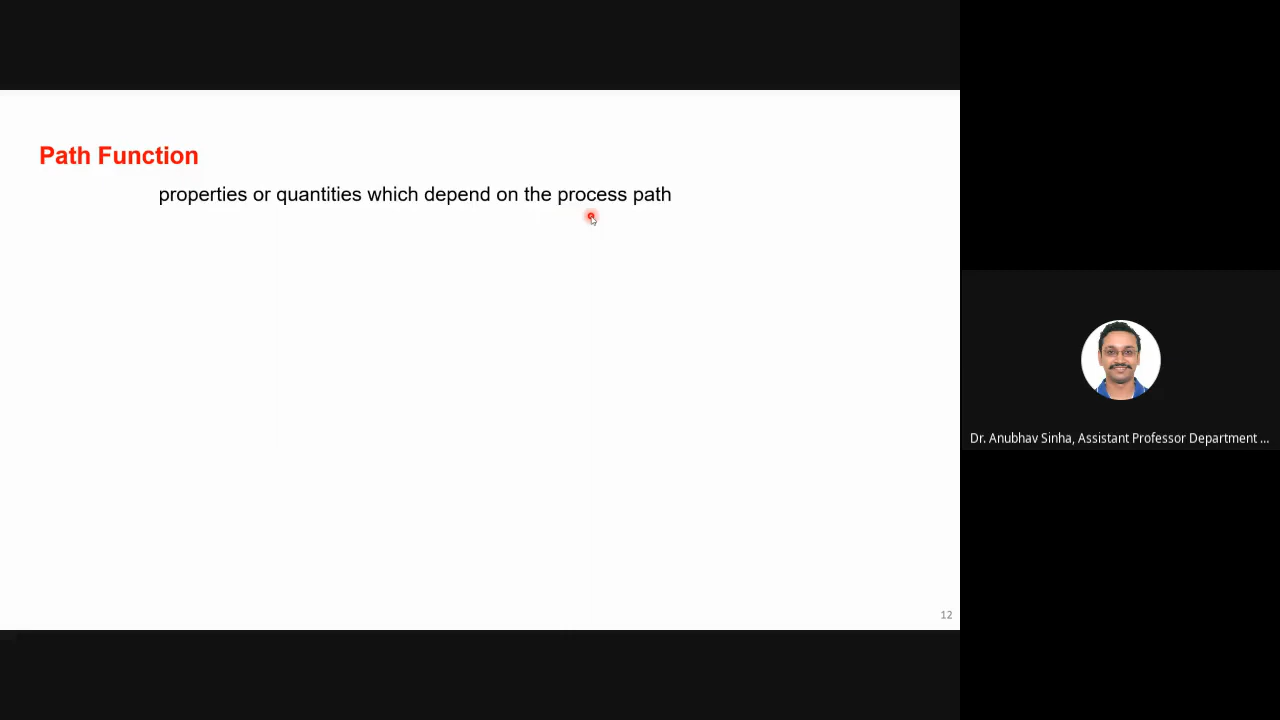 Path Function
properties or quantities which depend on the process path
12
Dr. Anubhav Sinha, Assistant Professor Department ...